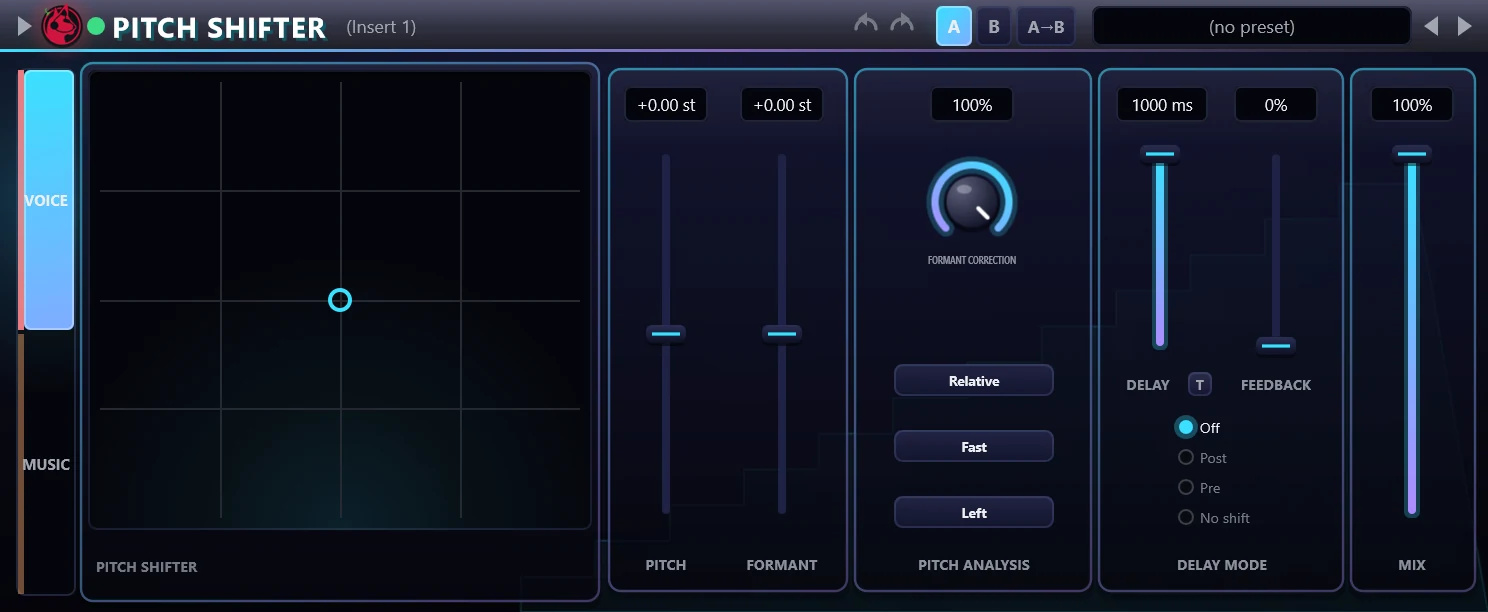 PITCH SHIFTER (Insert 1) A B A→B (no preset)
VOICE
MUSIC
PITCH SHIFTER
+0.00 st +0.00 st
PITCH FORMANT
100%
FORMANT CORRECTION
Relative
Fast
Left
PITCH ANALYSIS
1000 ms 0%
DELAY T FEEDBACK
Off
Post
Pre
No shift
DELAY MODE
100%
MIX